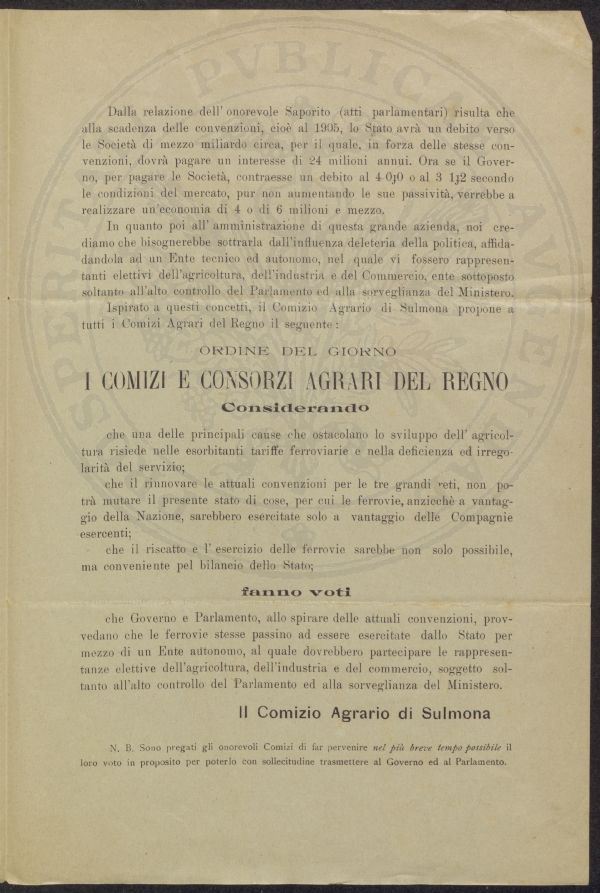 Dalla relazione dell' onorevole Saporito (atti parlamentari) risulta che
alla scadenza delle convenzioni, cioè al 1905, lo Stato avrà un debito verso
le Società di mezzo miliardo circa, per il quale, in forza delle stesse con-
venzioni, dovrà pagare un interesse di 24 milioni annui. Ora se il Gover-
no, per pagare le Società, contraesse un debito al 4 0ȷ0 o al 3 1ȷ2 secondo
le condizioni del mercato, pur non aumentando le sue passività, verrebbe a
realizzare un'economia di 4 o di 6 milioni e mezzo.
In quanto poi all' amministrazione di questa grande azienda, noi cre-
diamo che bisognerebbe sottrarla dall'influenza deleteria della politica, affida-
dandola ad un Ente tecnico ed autonomo, nel quale vi fossero rappresen-
tanti elettivi dell'agricoltura, dell'industria e del Commercio, ente sottoposto
soltanto all'alto controllo del Parlamento ed alla sorveglianza del Ministero.
Ispirato a questi concetti, il Comizio Agrario di Sulmona propone a
tutti i Comizi Agrari del Regno il seguente :
ORDINE DEL GIORNO
I COMIZI E CONSORZI AGRARI DEL REGNO
Considerando
che una delle principali cause che ostacolano lo sviluppo dell' agricol-
tura risiede nelle esorbitanti tariffe ferroviarie e nella deficienza ed irrego-
larità del servizio;
che il rinnovare le attuali convenzioni per le tre grandi reti, non po-
trà mutare il presente stato di cose, per cui le ferrovie, anziechè a vantag-
gio della Nazione, sarebbero esercitate solo a vantaggio delle Compagnie
esercenti;
che il riscatto e l' esercizio delle ferrovie sarebbe non solo possibile,
ma conveniente pel bilancio dello Stato;
fanno voti
che Governo e Parlamento, allo spirare delle attuali convenzioni, prov-
vedano che le ferrovie stesse passino ad essere esercitate dallo Stato per
mezzo di un Ente autonomo, al quale dovrebbero partecipare le rappresen-
tanze elettive dell'agricoltura, dell'industria e del commercio, soggetto sol-
tanto all'alto controllo del Parlamento ed alla sorveglianza del Ministero.
Il Comizio Agrario di Sulmona
N. B. Sono pregati gli onorevoli Comizi di far pervenire nel più breve tempo possibile il
loro voto in proposito per poterlo con sollecitudine trasmettere al Governo ed al Parlamento.